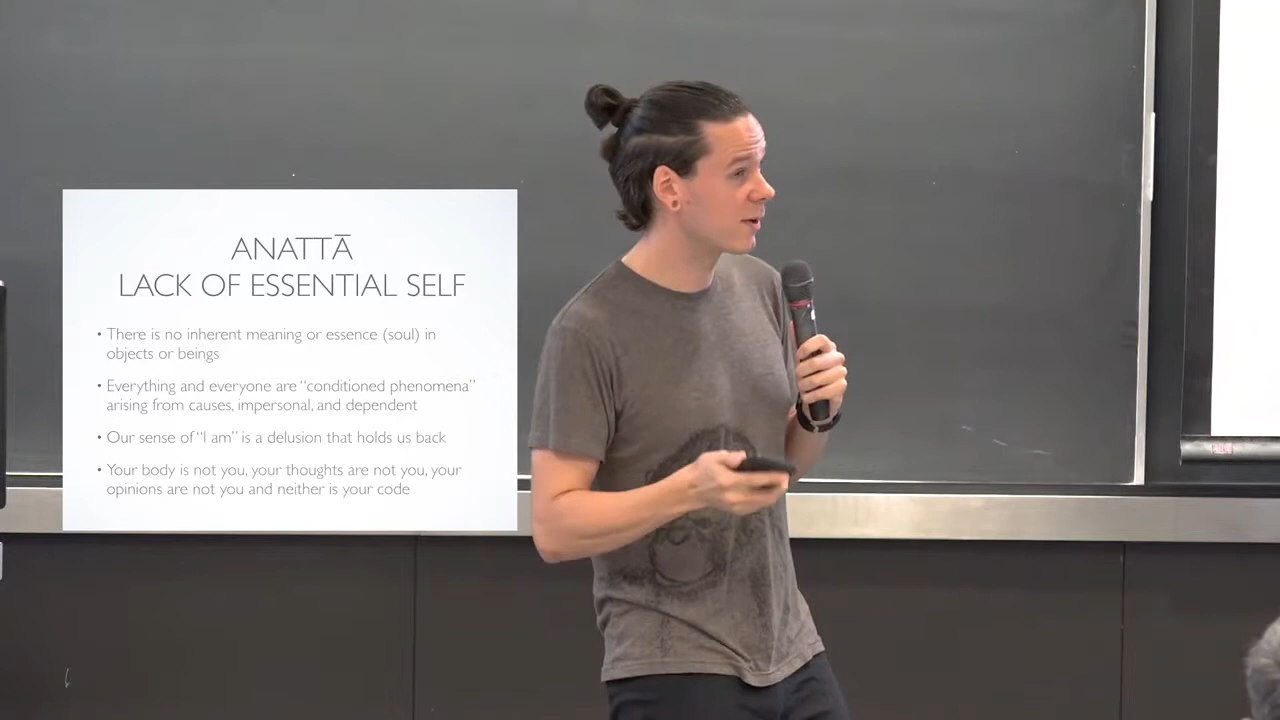 ANATTĀ
LACK OF ESSENTIAL SELF
• There is no inherent meaning or essence (soul) in
objects or beings
• Everything and everyone are “conditioned phenomena”
arising from causes, impersonal, and dependent
• Our sense of “I am” is a delusion that holds us back
• Your body is not you, your thoughts are not you, your
opinions are not you and neither is your code